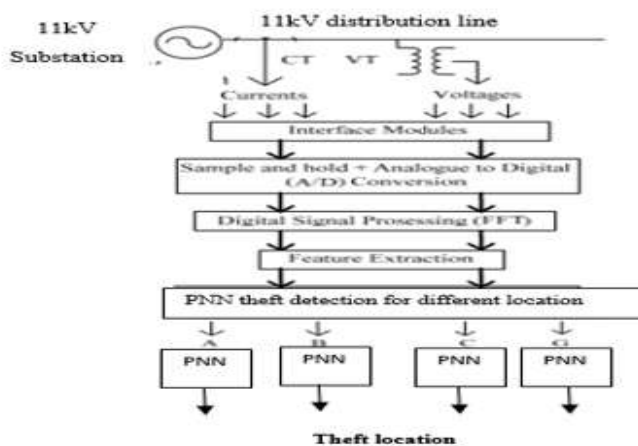 11kV
Substation
11kV distribution line
CT VT
1
Currents
Voltages
Interface Modules
Sample and hold + Analogue to Digital
(A/D) Conversion
Digital Signal Prosessing (FFT)
Feature Extraction
PNN theft detection for different location
A B C G
PNN PNN PNN PNN
Theft location